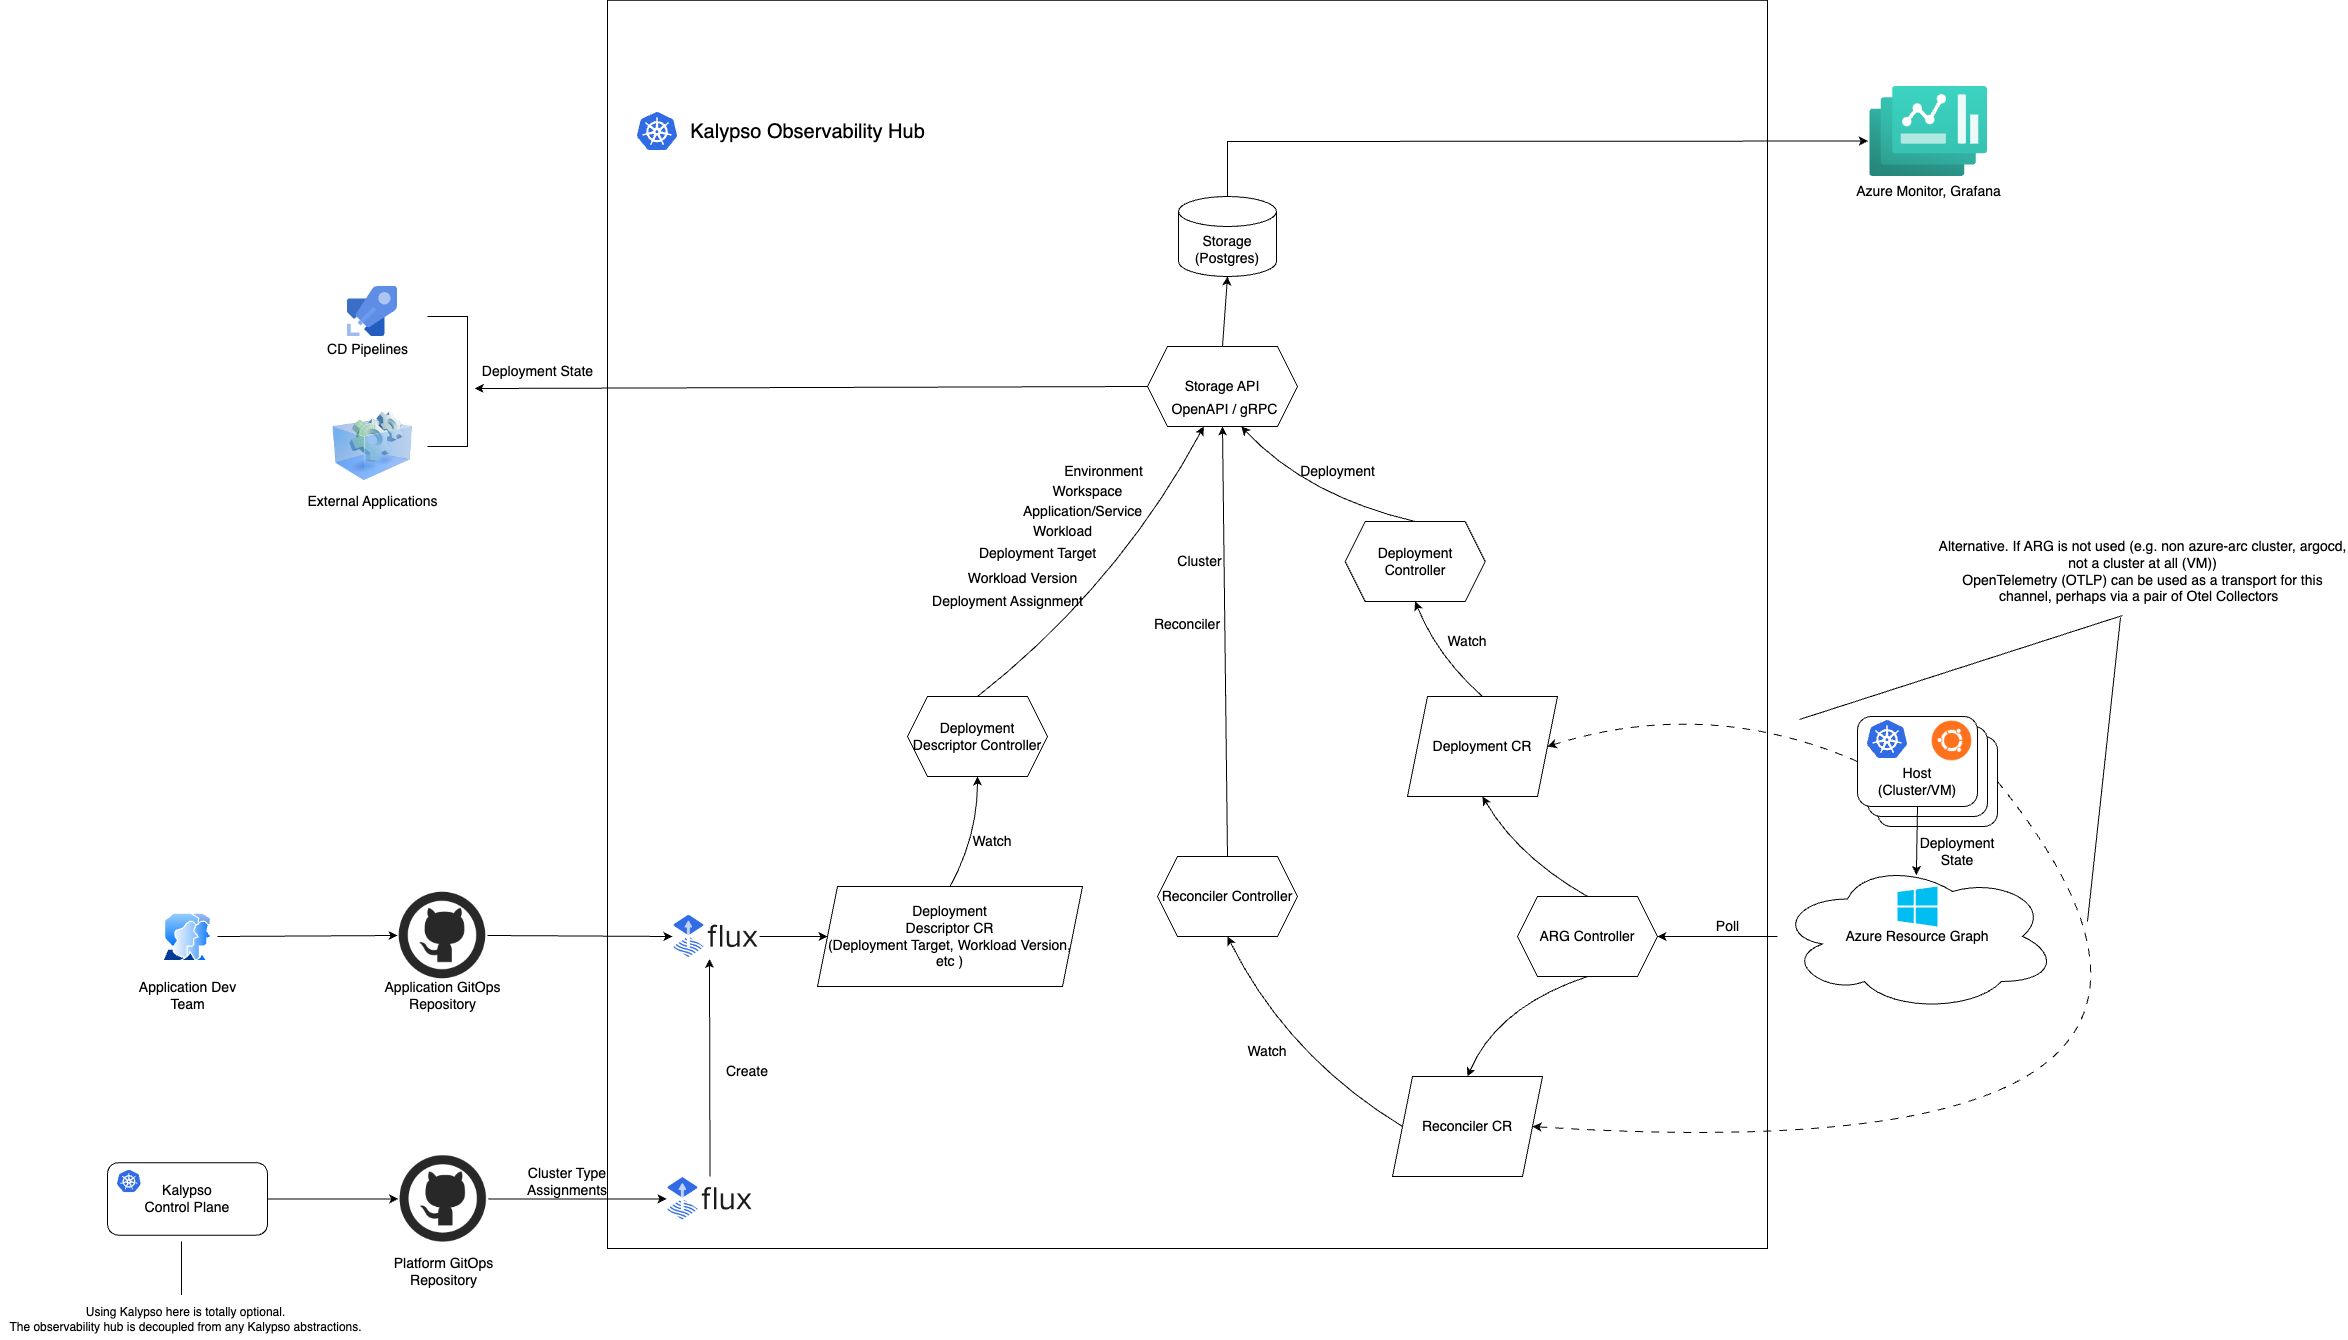 Kalypso Observability Hub
Azure Monitor, Grafana
Storage
(Postgres)
CD Pipelines
Deployment State
Storage API
OpenAPI / gRPC
External Applications
Environment
Workspace
Application/Service
Workload
Deployment Target
Workload Version
Deployment Assignment
Deployment
Cluster
Reconciler
Deployment
Controller
Watch
Alternative. If ARG is not used (e.g. non azure-arc cluster, argocd,
not a cluster at all (VM))
OpenTelemetry (OTLP) can be used as a transport for this
channel, perhaps via a pair of Otel Collectors
Deployment
Descriptor Controller
Deployment CR
Host
(Cluster/VM)
Deployment
State
Watch
Deployment
Descriptor CR
(Deployment Target, Workload Version,
etc )
Reconciler Controller
ARG Controller
Poll
Azure Resource Graph
flux
Application Dev
Team
Application GitOps
Repository
Create
Watch
Reconciler CR
Kalypso
Control Plane
Cluster Type
Assignments
flux
Platform GitOps
Repository
Using Kalypso here is totally optional.
The observability hub is decoupled from any Kalypso abstractions.